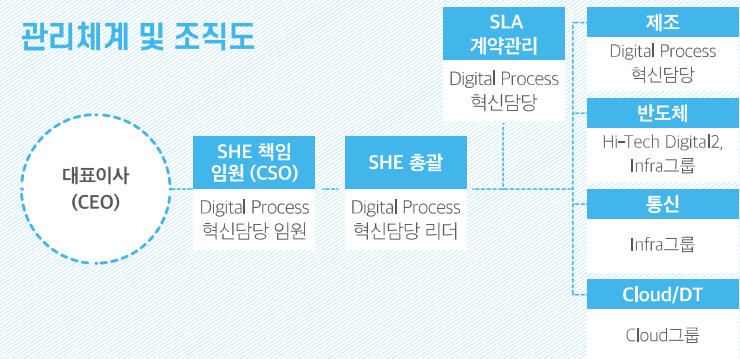 관리체계 및 조직도
대표이사
(CEO)
SHE 책임
임원 (CSO)
Digital Process
혁신담당 임원
SHE 총괄
Digital Process
혁신담당 리더
SLA
계약관리
Digital Process
혁신담당
제조
Digital Process
혁신담당
반도체
Hi-Tech Digital2,
Infra그룹
통신
Infra그룹
Cloud/DT
Cloud그룹